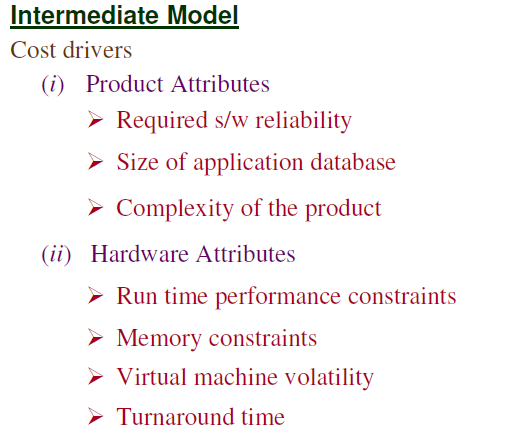 Intermediate Model
Cost drivers
(i) Product Attributes
➢ Required s/w reliability
➢ Size of application database
➢ Complexity of the product
(ii) Hardware Attributes
➢ Run time performance constraints
➢ Memory constraints
➢ Virtual machine volatility
➢ Turnaround time